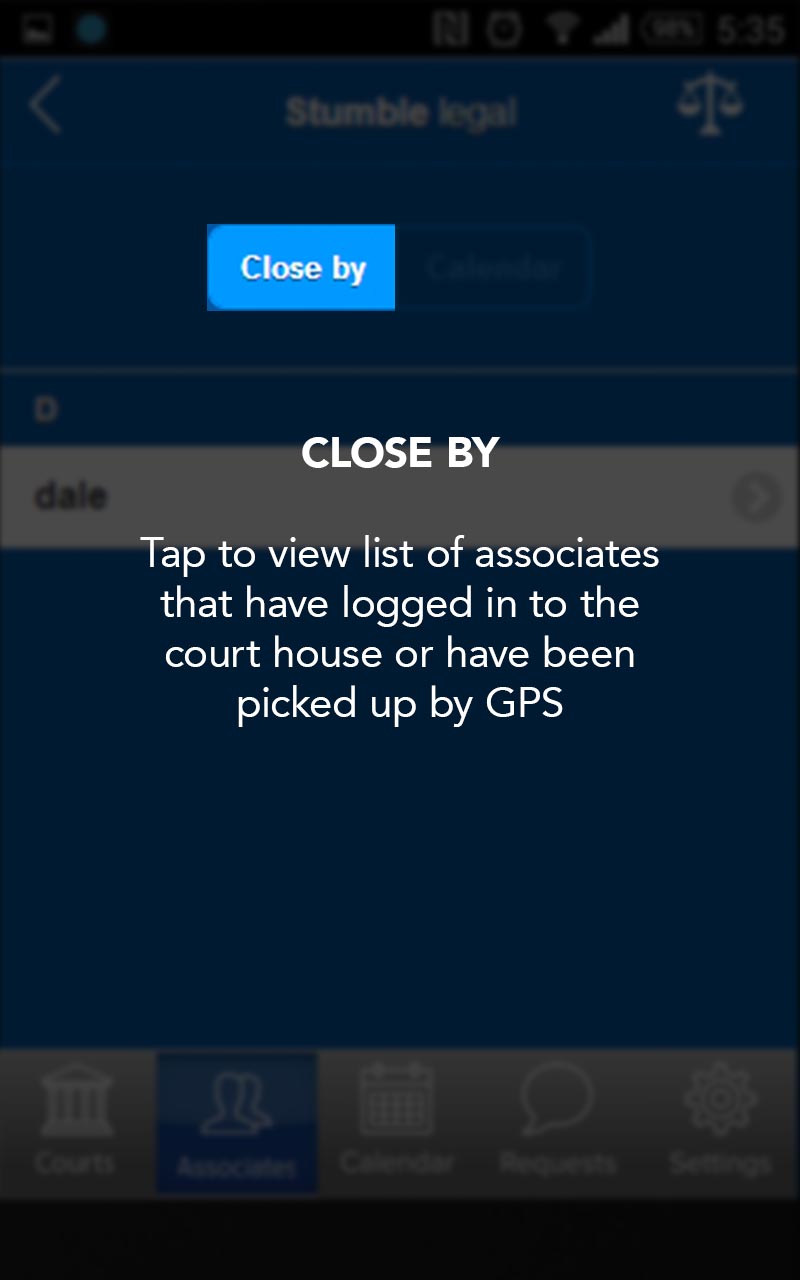 98% 5:35
Stumble legal
Close by Calendar
D
CLOSE BY
dale
Tap to view list of associates
that have logged in to the
court house or have been
picked up by GPS
Courts Associates Calendar Requests Settings